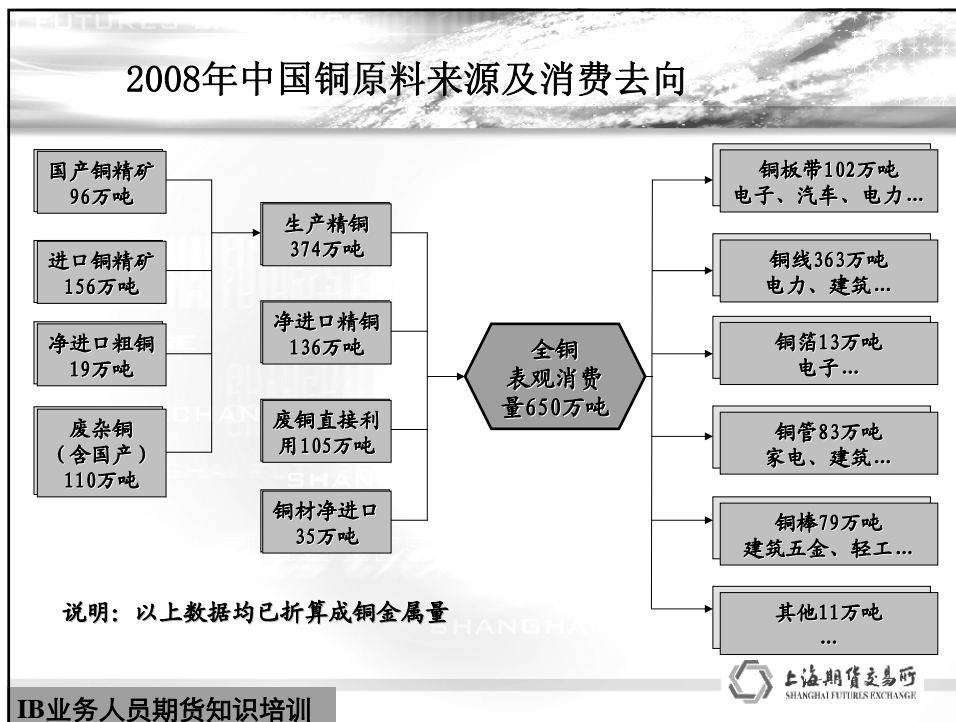 FUTURES
2008年中国铜原料来源及消费去向
国产铜精矿
96万吨
进口铜精矿
156万吨
净进口粗铜
19万吨
废杂铜
（含国产）
110万吨
生产精铜
374万吨
净进口精铜
136万吨
废铜直接利
用105万吨
铜材净进口
35万吨
全铜
表观消费
量650万吨
铜板带102万吨
电子、汽车、电力…
铜线363万吨
电力、建筑…
铜箔13万吨
电子…
铜管83万吨
家电、建筑…
铜棒79万吨
建筑五金、轻工…
其他11万吨
…
说明：以上数据均已折算成铜金属量
SHANGHA
上海期货交易所
SHANGHAI FUTURES EXCHANGE
IB业务人员期货知识培训